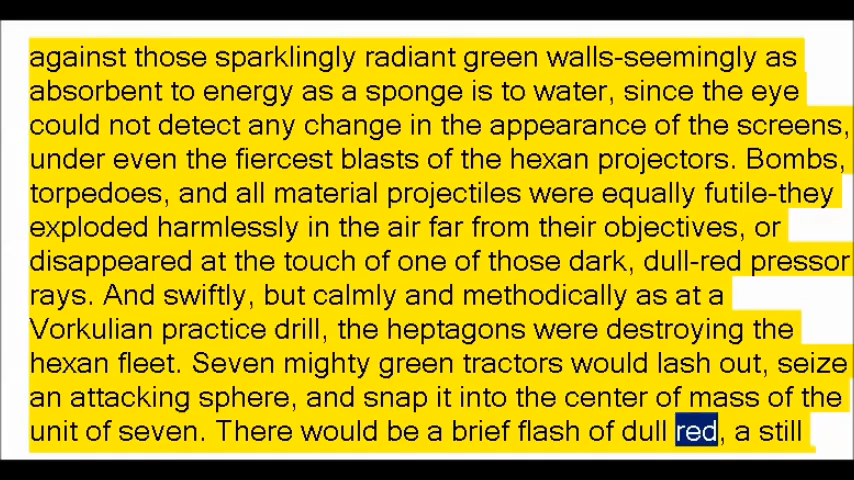 against those sparklingly radiant green walls-seemingly as
absorbent to energy as a sponge is to water, since the eye
could not detect any change in the appearance of the screens,
under even the fiercest blasts of the hexan projectors. Bombs,
torpedoes, and all material projectiles were equally futile-they
exploded harmlessly in the air far from their objectives, or
disappeared at the touch of one of those dark, dull-red pressor
rays. And swiftly, but calmly and methodically as at a
Vorkulian practice drill, the heptagons were destroying the
hexan fleet. Seven mighty green tractors would lash out, seize
an attacking sphere, and snap it into the center of mass of the
unit of seven. There would be a brief flash of dull red, a still